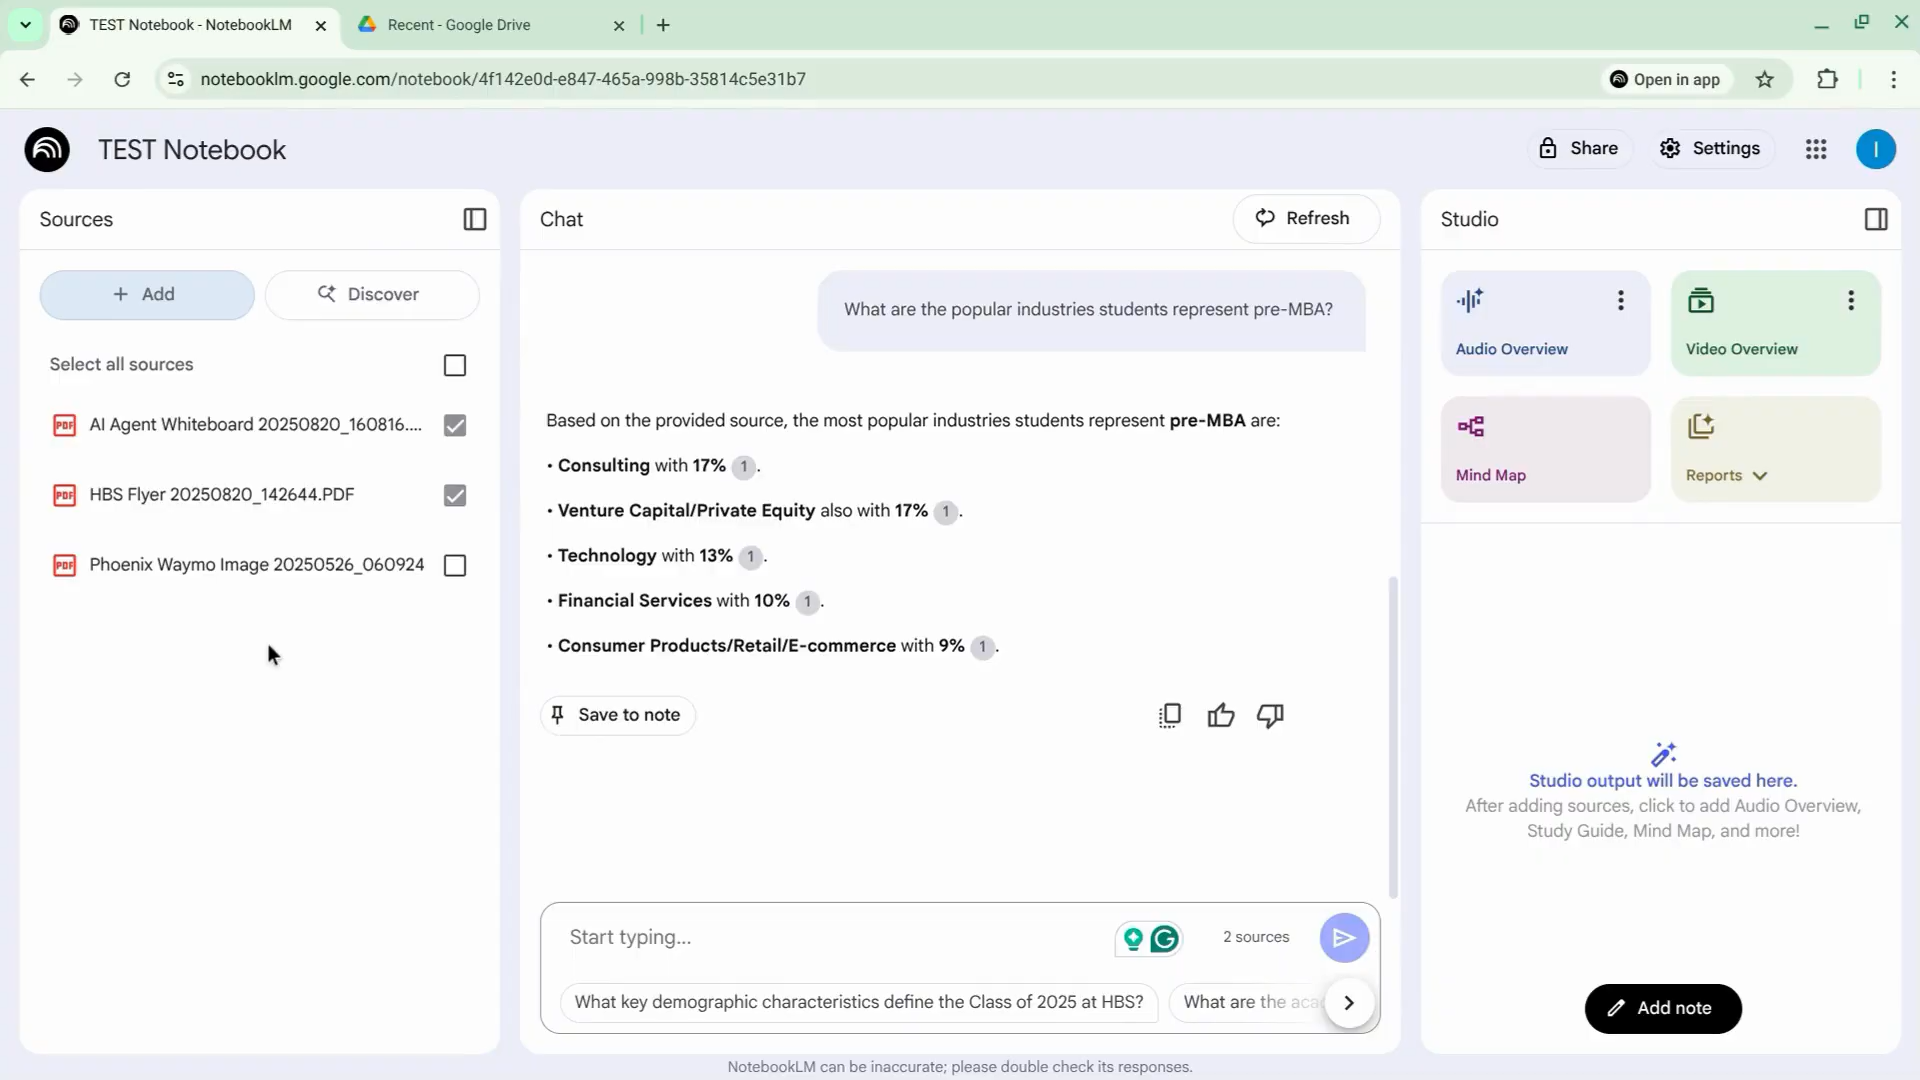 TEST Notebook - NotebookLM
Recent - Google Drive
notebooklm.google.com/notebook/4f142e0d-e847-465a-998b-35814c5e31b7
Open in app
TEST Notebook
Share
Settings
I
Sources
Add
Discover
Select all sources
PDF AI Agent Whiteboard 20250820_160816....
PDF HBS Flyer 20250820_142644.PDF
PDF Phoenix Waymo Image 20250526_060924
Chat
Refresh
What are the popular industries students represent pre-MBA?
Based on the provided source, the most popular industries students represent pre-MBA are:
• Consulting with 17% 1.
• Venture Capital/Private Equity also with 17% 1.
• Technology with 13% 1.
• Financial Services with 10% 1.
• Consumer Products/Retail/E-commerce with 9% 1.
Save to note
Start typing...
2 sources
What key demographic characteristics define the Class of 2025 at HBS?
What are the aca
NotebookLM can be inaccurate; please double check its responses.
Studio
Audio Overview
Video Overview
Mind Map
Reports
Studio output will be saved here.
After adding sources, click to add Audio Overview,
Study Guide, Mind Map, and more!
Add note